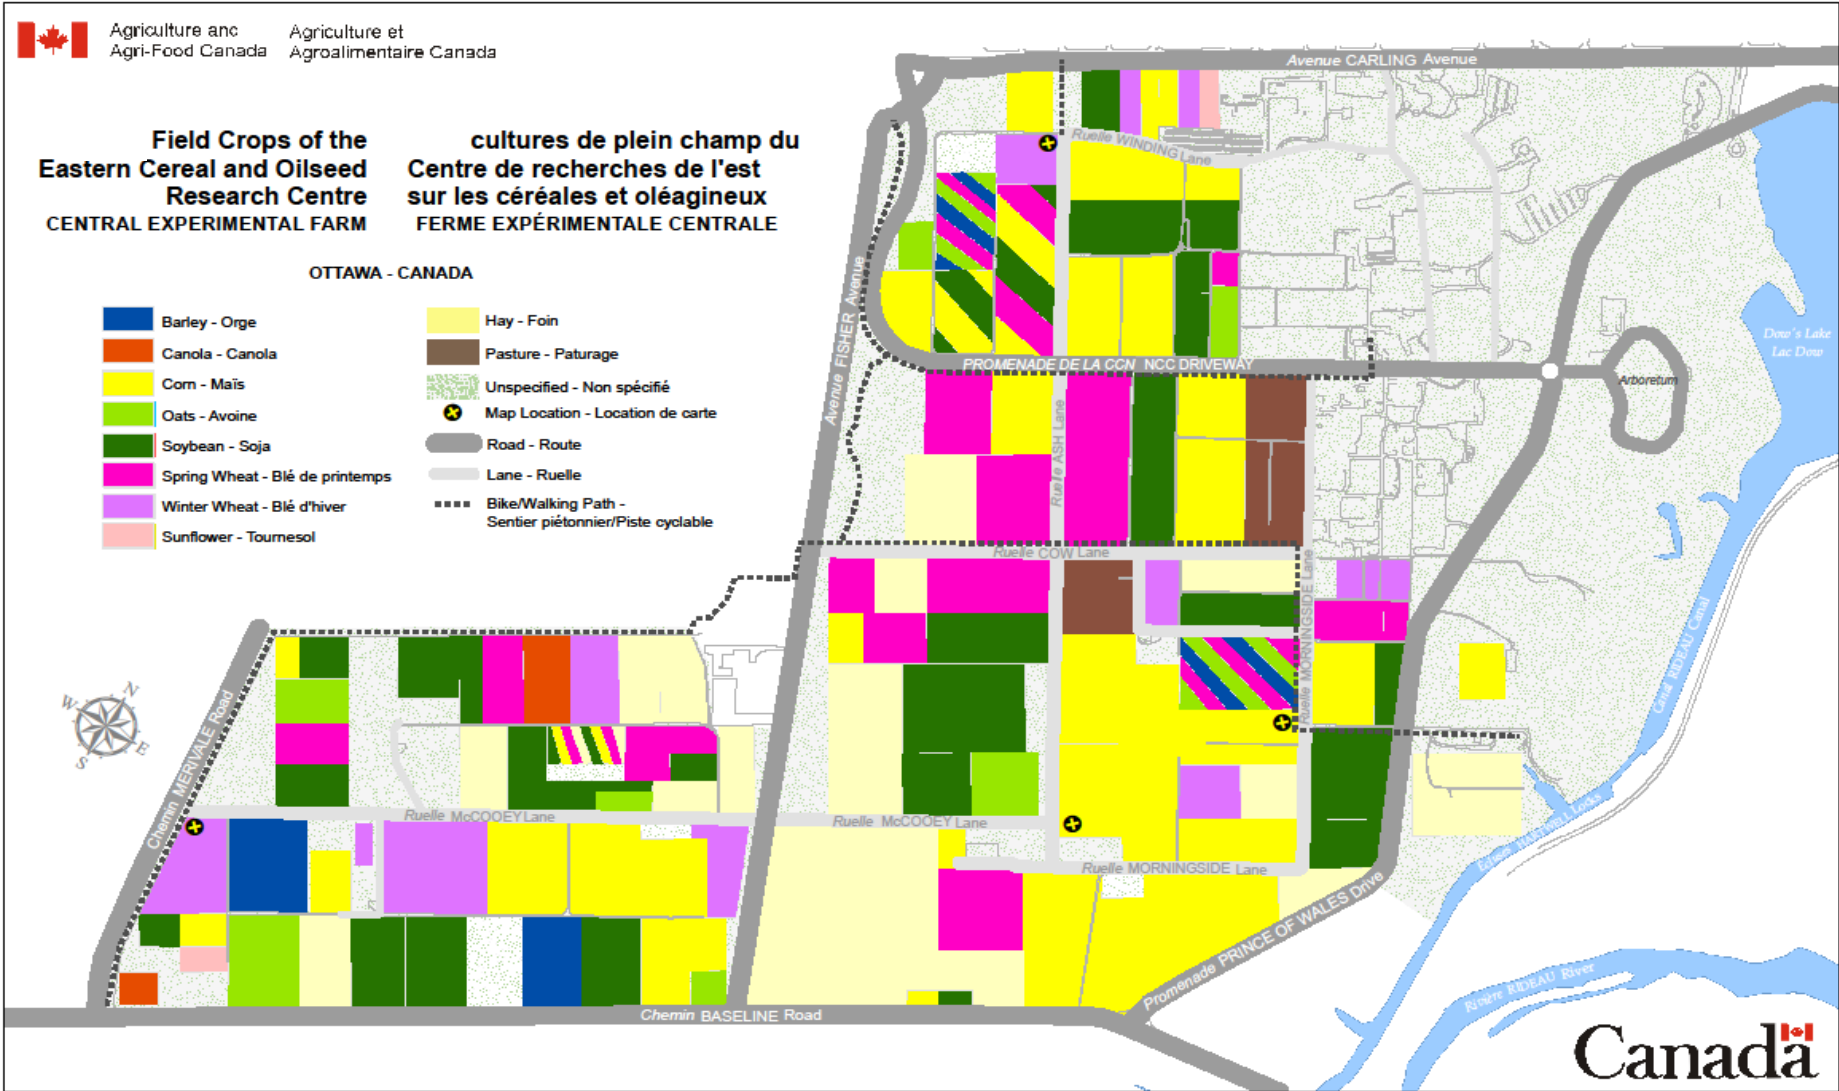 Agriculture and
Agri-Food Canada
Agriculture et
Agroalimentaire Canada
Field Crops of the
Eastern Cereal and Oilseed
Research Centre
CENTRAL EXPERIMENTAL FARM
cultures de plein champ du
Centre de recherches de l'est
sur les céréales et oléagineux
FERME EXPÉRIMENTALE CENTRALE
OTTAWA - CANADA
Barley - Orge
Canola - Canola
Corn - Maïs
Oats - Avoine
Soybean - Soja
Spring Wheat - Blé de printemps
Winter Wheat - Blé d'hiver
Sunflower - Tournesol
Hay - Foin
Pasture - Paturage
Unspecified - Non spécifié
Map Location - Location de carte
Road - Route
Lane - Ruelle
Bike/Walking Path -
Sentier piétonnier/Piste cyclable
Avenue CARLING Avenue
Ruelle WINDING Lane
Avenue FISHER Avenue
PROMENADE DE LA CCN NCC DRIVEWAY
Dow's Lake
Lac Dow
Arboretum
Ruelle ASH Lane
Ruelle COW Lane
Ruelle MORNINGSIDE Lane
Canal RIDEAU Canal
N
W
E
S
Chemin MERIVALE Road
Ruelle McCOOEY Lane
Ruelle McCOOEY Lane
Ruelle MORNINGSIDE Lane
Écluses HARTWELL Locks
Promenade PRINCE OF WALES Drive
Rivière RIDEAU River
Chemin BASELINE Road
Canada